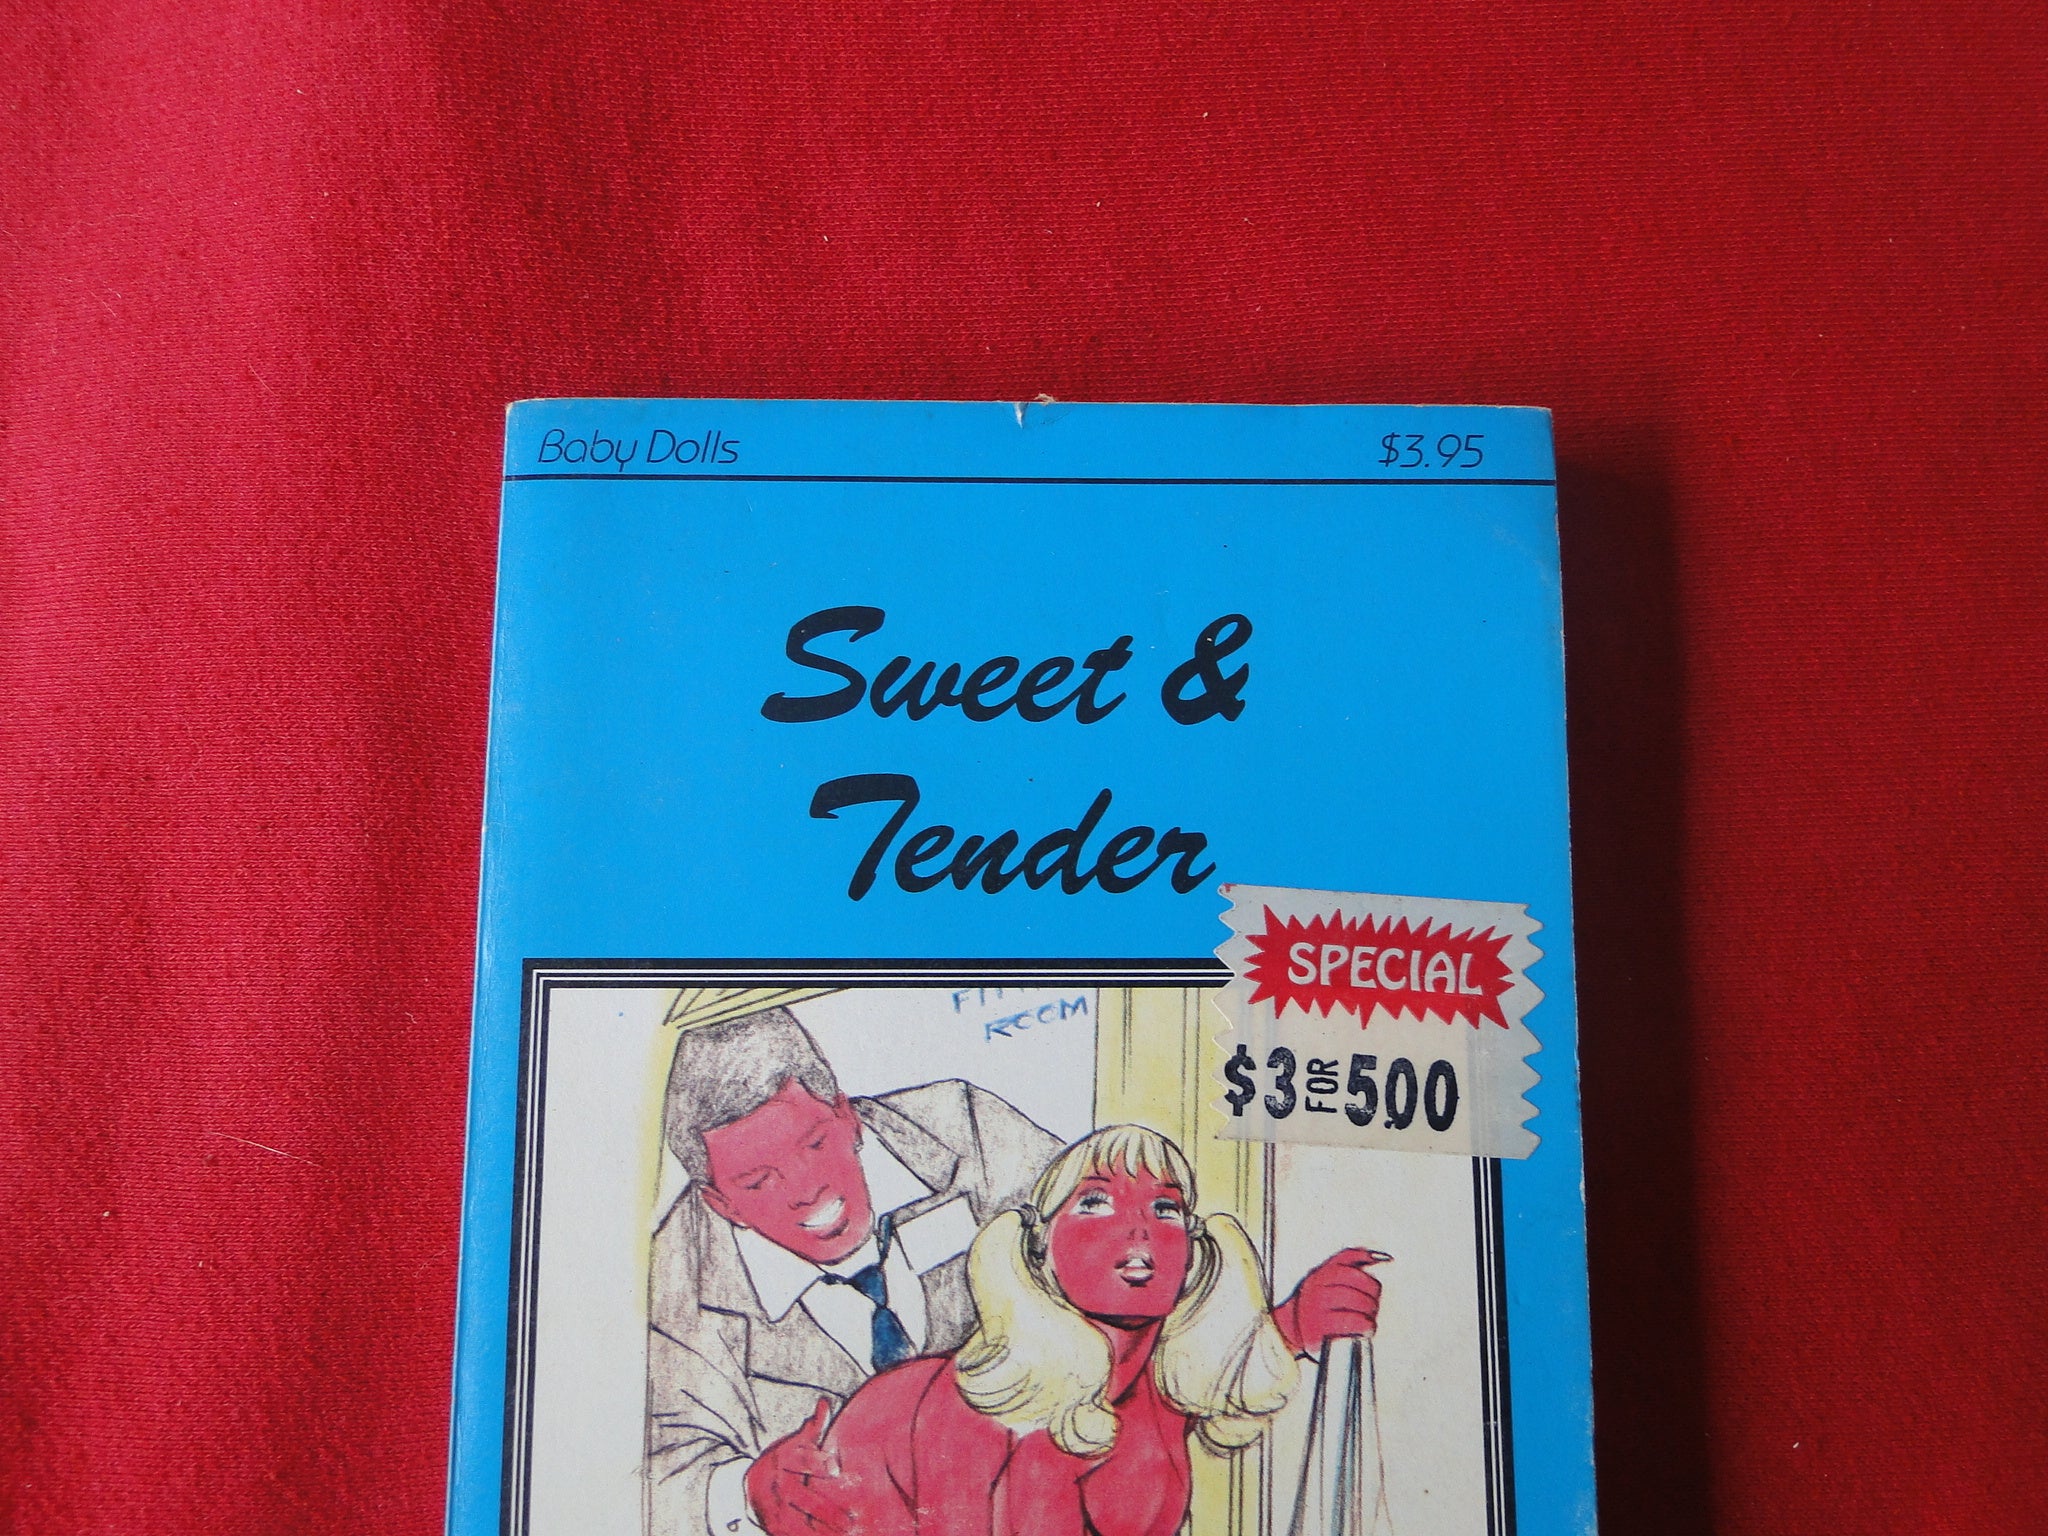 Baby Dolls $3.95
Sweet &
Tender
SPECIAL
$3 FOR 5.00
ROOM